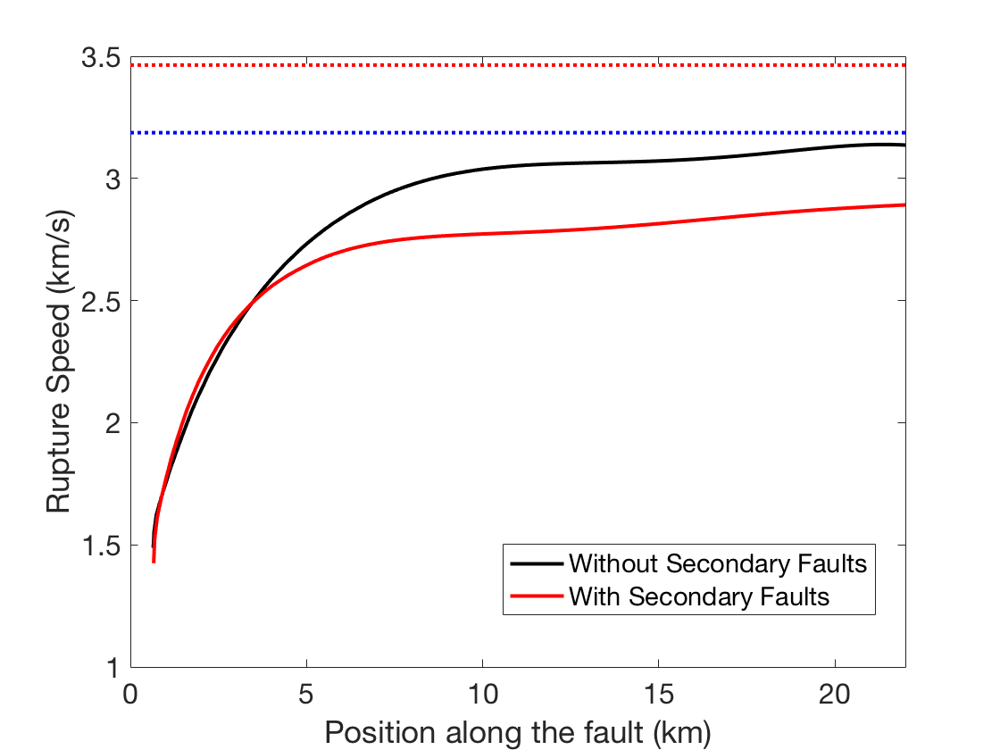 3.5
3
2.5
2
1.5
1
Rupture Speed (km/s)
Without Secondary Faults
With Secondary Faults
0 5 10 15 20
Position along the fault (km)